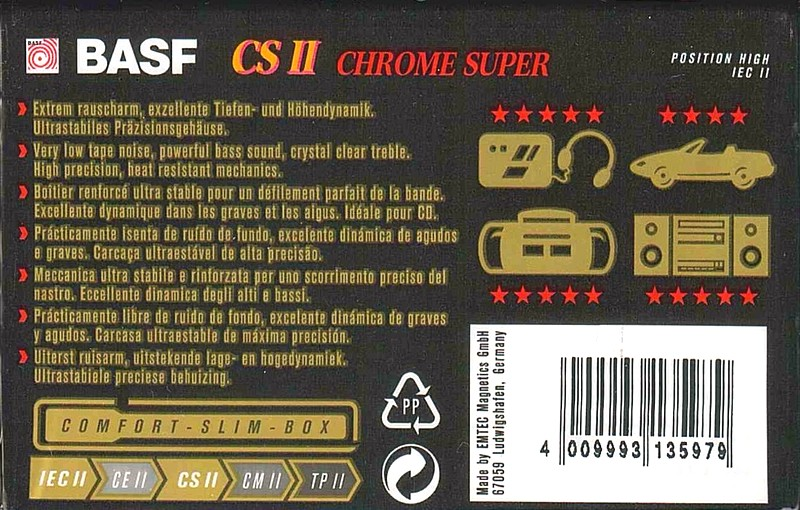 BASF
BASF CS II CHROME SUPER
POSITION HIGH
IEC II
Extrem rauscharm, exzellente Tiefen- und Höhendynamik.
Ultrastabiles Präzisionsgehäuse.
Very low tape noise, powerful bass sound, crystal clear treble.
High precision, heat resistant mechanics.
Boîtier renforcé ultra stable pour un défilement parfait de la bande.
Excellente dynamique dans les graves et les aigus. Idéale pour CD.
Prácticamente isenta de ruído de fundo, excelente dinámica de agudos
e graves. Carcaça ultraestável de alta precisão.
Meccanica ultra stabile e rinforzata per uno scorrimento preciso del
nastro. Eccellente dinamica degli alti e bassi.
Prácticamente libre de ruido de fondo, excelente dinámica de graves
y agudos. Carcasa ultraestable de máxima precisión.
Uiterst ruisarm, uitstekende lage- en hogedynamiek.
Ultrastabiele preciese behuizing.
COMFORT-SLIM-BOX
IEC II CE II CS II CM II TP II
PP
Made by EMTEC Magnetics GmbH
67059 Ludwigshafen, Germany
4 009993 135979